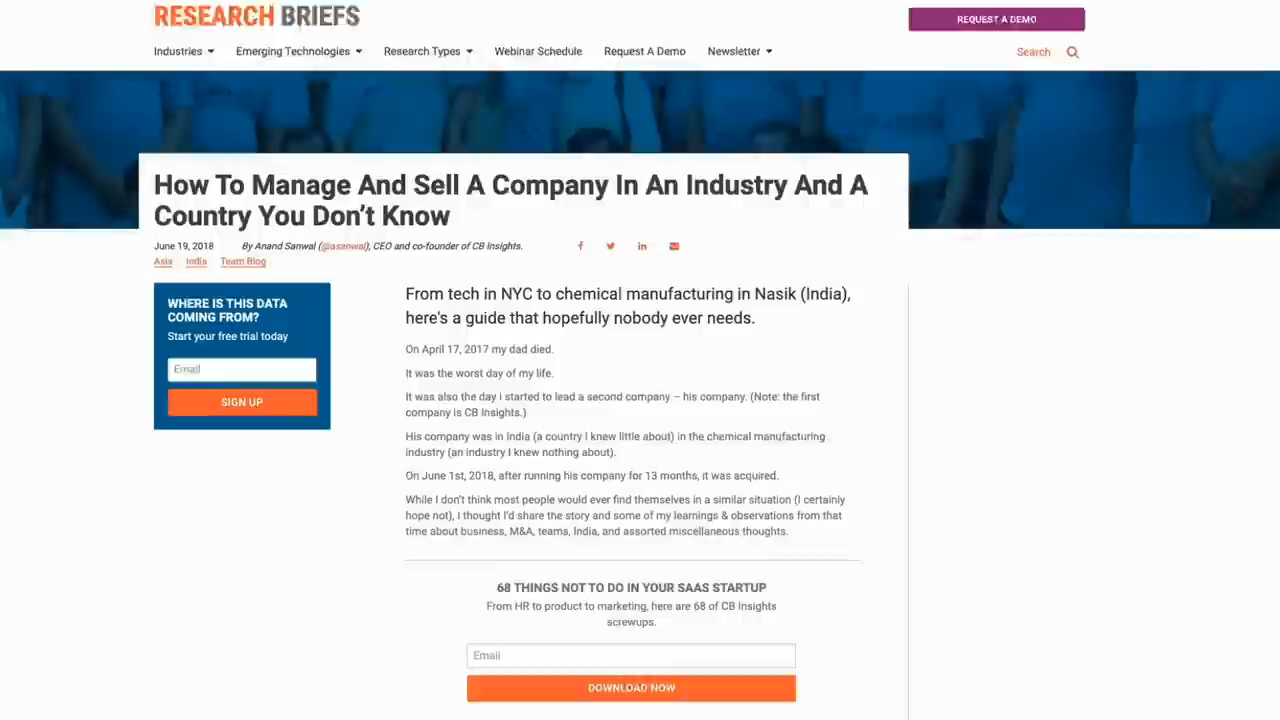 RESEARCH BRIEFS
REQUEST A DEMO
Industries
Emerging Technologies
Research Types
Webinar Schedule
Request A Demo
Newsletter
Search
How To Manage And Sell A Company In An Industry And A
Country You Don't Know
June 19, 2018
By Anand Sanwal (@asanwal), CEO and co-founder of CB Insights.
Asia
India
Team Blog
WHERE IS THIS DATA
COMING FROM?
Start your free trial today
Email
SIGN UP
From tech in NYC to chemical manufacturing in Nasik (India),
here's a guide that hopefully nobody ever needs.
On April 17, 2017 my dad died.
It was the worst day of my life.
It was also the day I started to lead a second company – his company. (Note: the first
company is CB Insights.)
His company was in India (a country I knew little about) in the chemical manufacturing
industry (an industry I knew nothing about).
On June 1st, 2018, after running his company for 13 months, it was acquired.
While I don't think most people would ever find themselves in a similar situation (I certainly
hope not), I thought I'd share the story and some of my learnings & observations from that
time about business, M&A, teams, India, and assorted miscellaneous thoughts.
68 THINGS NOT TO DO IN YOUR SAAS STARTUP
From HR to product to marketing, here are 68 of CB Insights
screwups.
Email
DOWNLOAD NOW